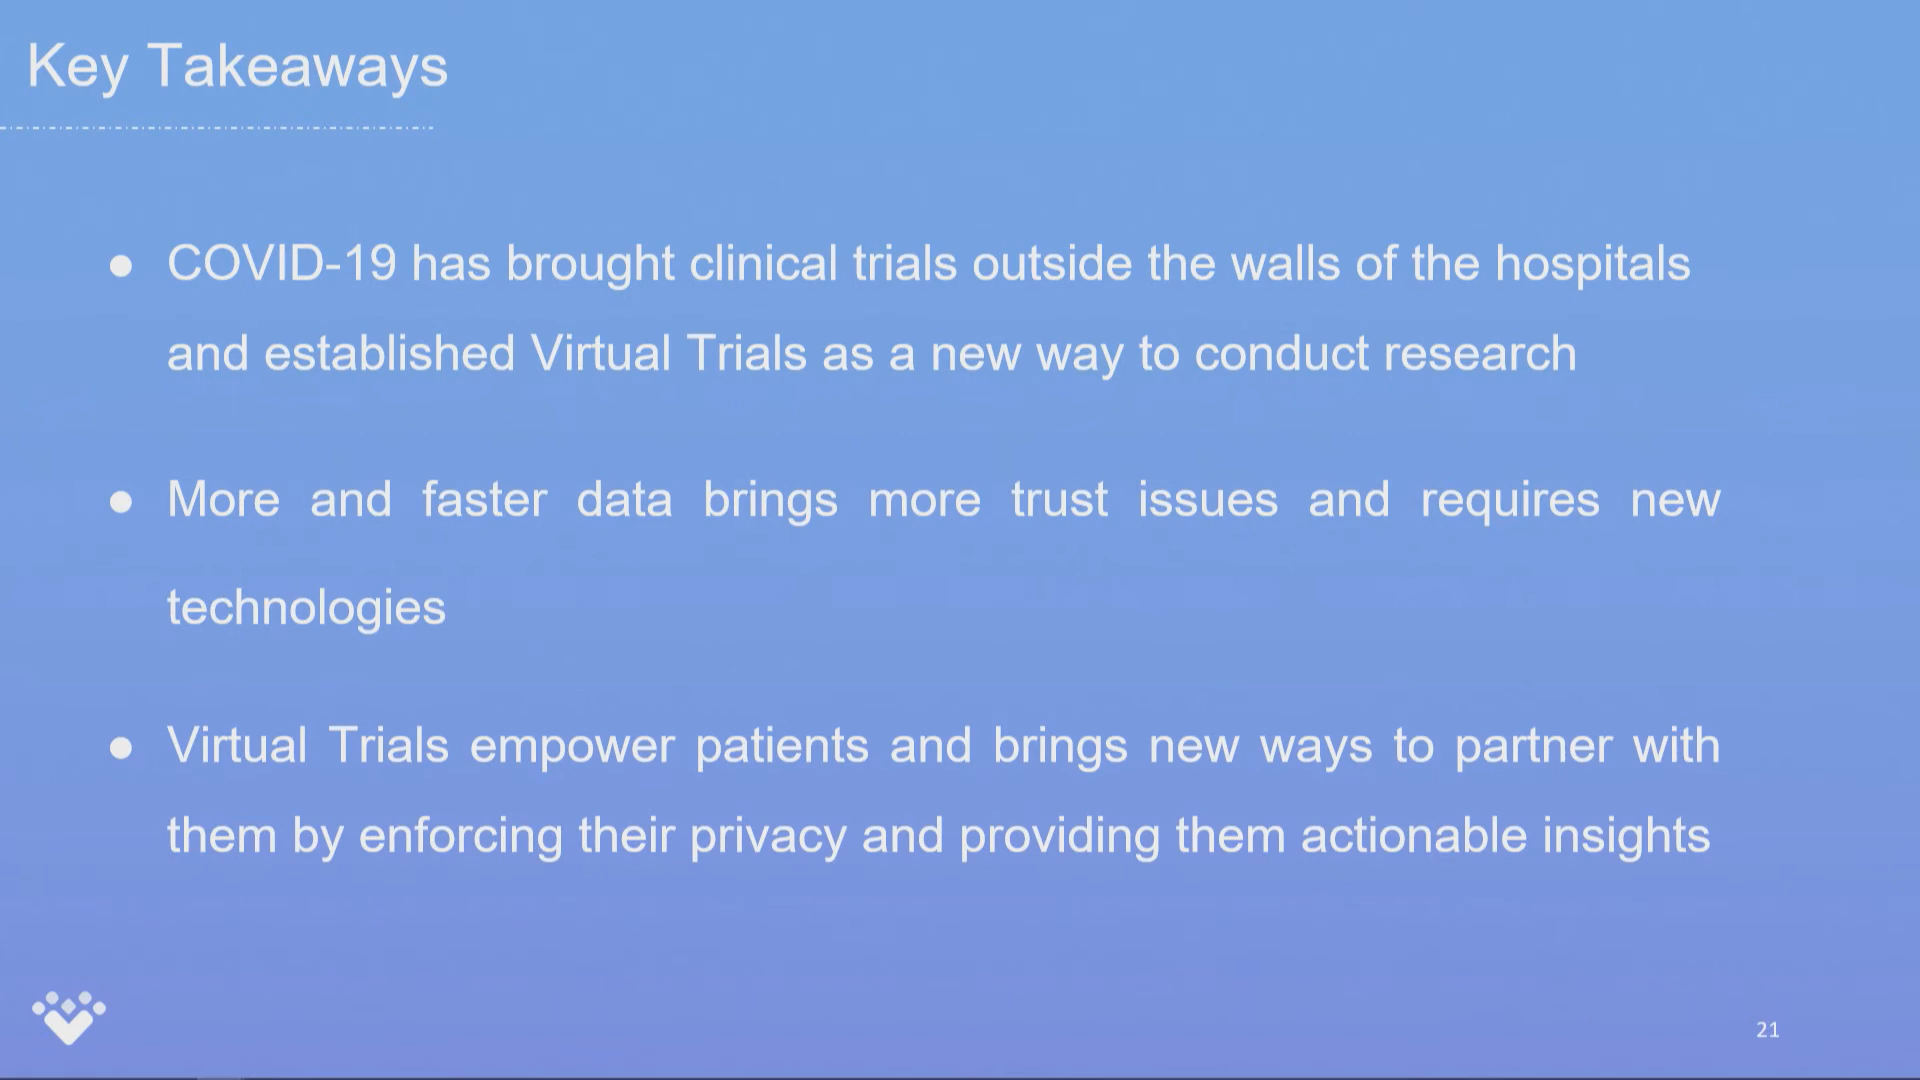 Key Takeaways
● COVID-19 has brought clinical trials outside the walls of the hospitals
and established Virtual Trials as a new way to conduct research
● More and faster data brings more trust issues and requires new
technologies
● Virtual Trials empower patients and brings new ways to partner with
them by enforcing their privacy and providing them actionable insights
21